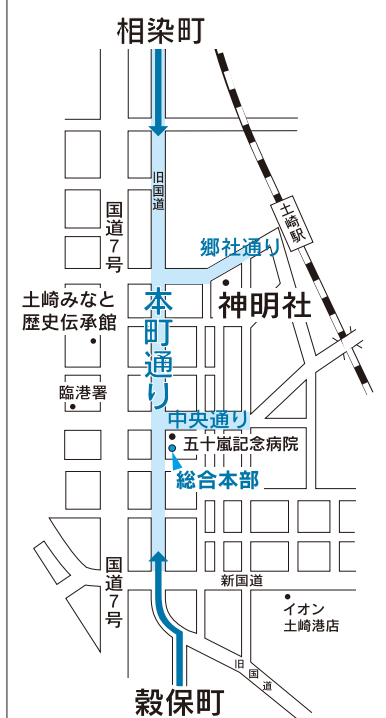 相染町
旧国道
国道7号
土崎駅
郷社通り
神明社
土崎みなと
歴史伝承館
本町通り
臨港署
中央通り
五十嵐記念病院
総合本部
国道7号
新国道
イオン
土崎港店
旧国道
穀保町